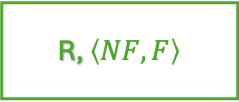 R, ⟨NF, F⟩